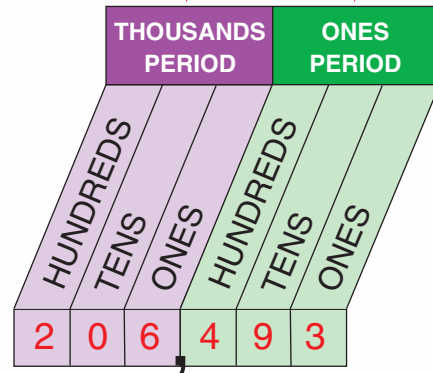 THOUSANDS PERIOD
ONES PERIOD
HUNDREDS
TENS
ONES
HUNDREDS
TENS
ONES
2 0 6 , 4 9 3